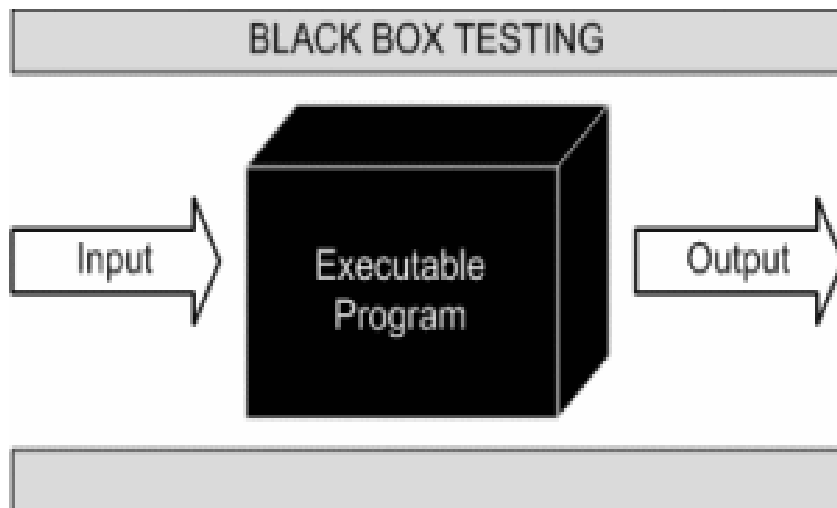 BLACK BOX TESTING
Input
Executable
Program
Output